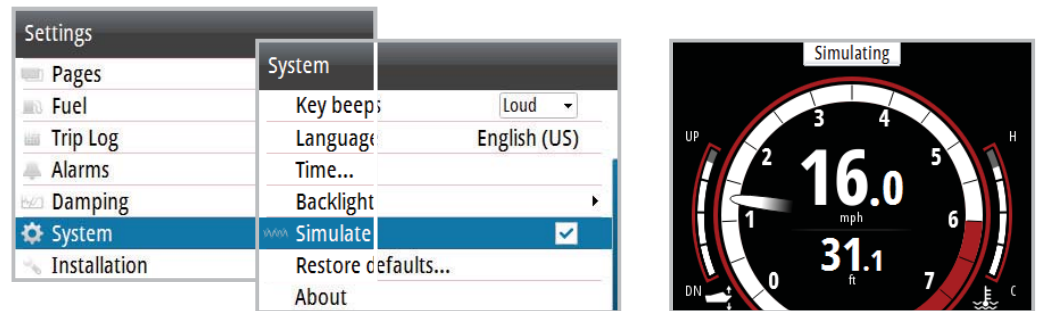 Settings
Pages
Fuel
Trip Log
Alarms
Damping
System
Installation
System
Key beeps Loud
Language English (US)
Time...
Backlight
Simulate
Restore defaults...
About
Simulating
UP
H
3 4
2 5
16.0
mph
1 6
31.1
ft
0 7
DN
C